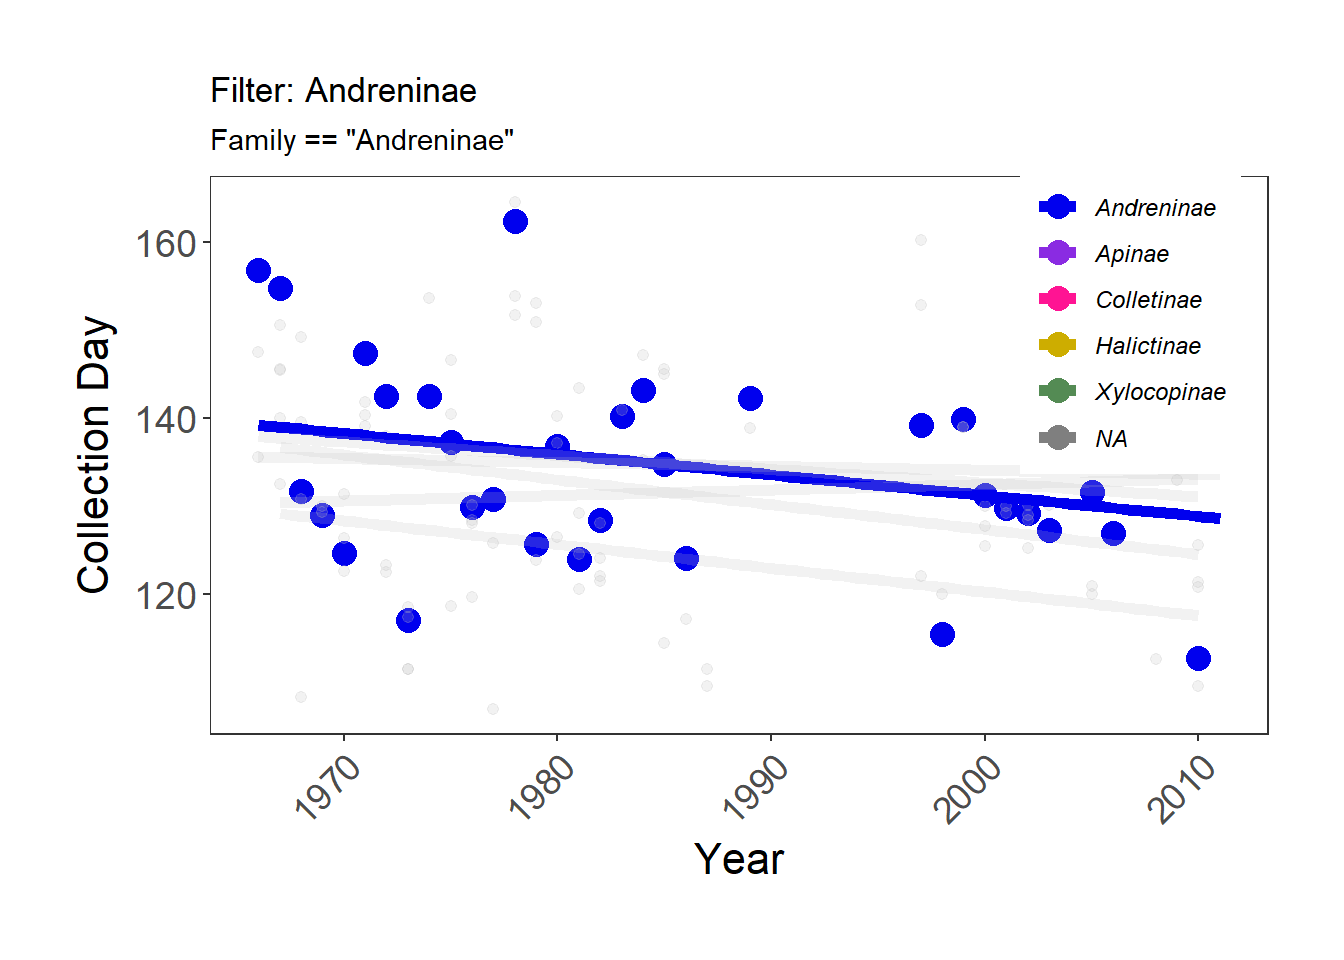 Filter: Andreninae
Family == "Andreninae"
Andreninae
Apinae
Colletinae
Halictinae
Xylocopinae
NA
160
140
120
Collection Day
1970
1980
1990
2000
2010
Year